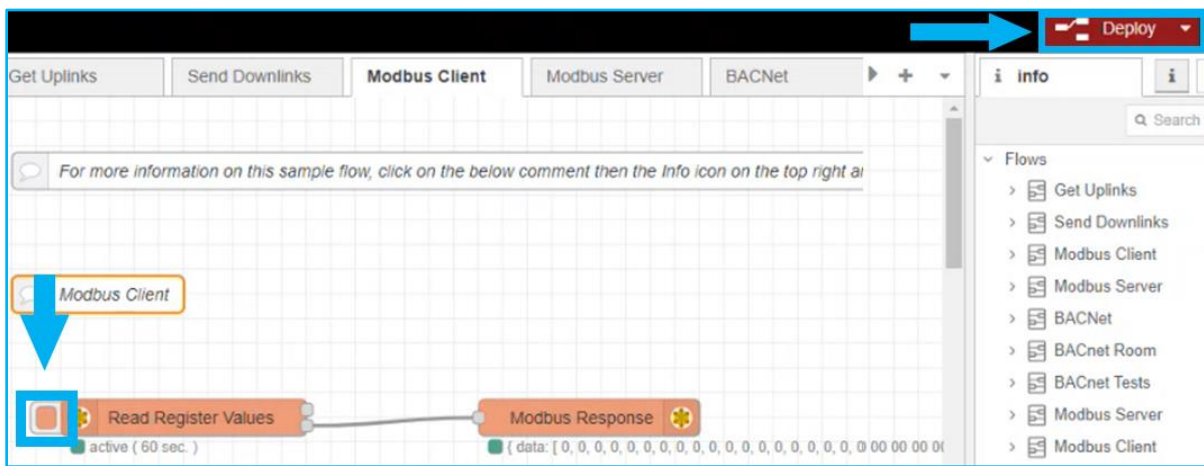 Deploy
Get Uplinks
Send Downlinks
Modbus Client
Modbus Server
BACNet
info
Search
For more information on this sample flow, click on the below comment then the Info icon on the top right
Flows
Get Uplinks
Send Downlinks
Modbus Client
Modbus Server
BACNet
BACnet Room
BACnet Tests
Modbus Server
Modbus Client
Modbus Client
Read Register Values
Modbus Response
active ( 60 sec. )
{ data: [ 0, 0, 0, 0, 0, 0, 0, 0, 0, 0, 0, 0, 0, 0, 0, 0, 0, 0, 0, 0, 0 00 00 00